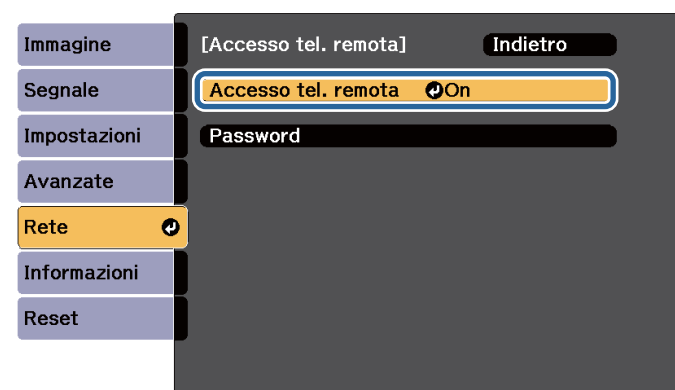 Immagine
Segnale
Impostazioni
Avanzate
Rete
Informazioni
Reset
[Accesso tel. remota] Indietro
Accesso tel. remota On
Password